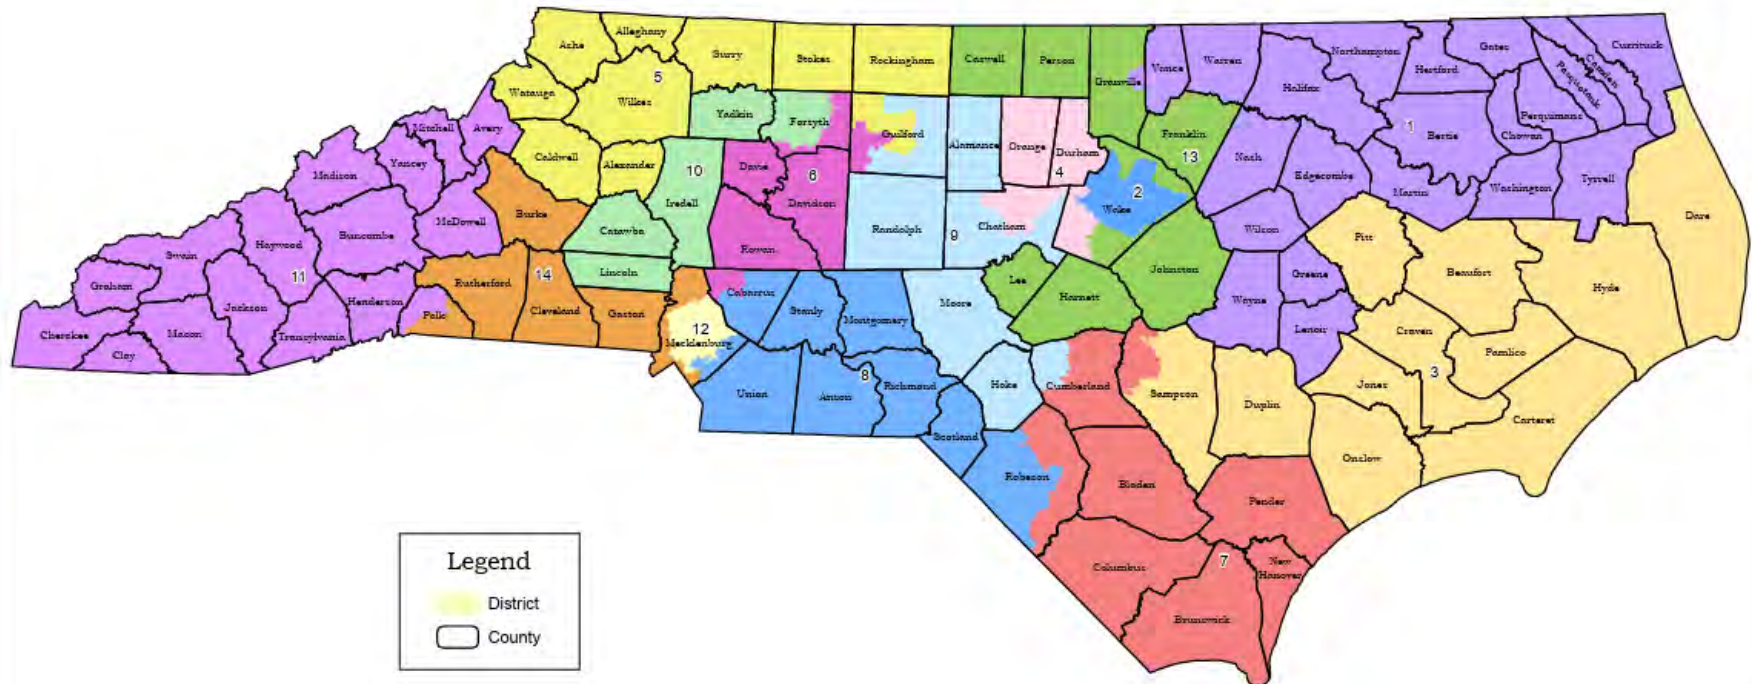 Ashe
Alleghany
Surry
Stokes
Rockingham
Caswell
Person
Granville
Vance
Warren
Northampton
Gates
Currituck
Camden
Pasquotank
Hertford
Halifax
5
Watauga
Wilkes
Yadkin
Forsyth
Guilford
Alamance
Orange
Durham
4
Franklin
13
1
Bertie
Chowan
Perquimans
Mitchell
Avery
Caldwell
Alexander
Yancey
Madison
10
Iredell
Davie
6
Davidson
Nash
Edgecombe
Martin
Washington
Tyrrell
Dare
2
Wake
Burke
McDowell
Buncombe
Haywood
Swain
Catawba
Rowan
Randolph
9
Chatham
Wilson
Pitt
Beaufort
Hyde
Graham
11
Jackson
Henderson
Rutherford
14
Cleveland
Lincoln
Gaston
Cabarrus
Stanly
Montgomery
Moore
Lee
Harnett
Johnston
Wayne
Greene
Lenoir
Craven
Pamlico
Cherokee
Macon
Clay
Transylvania
Polk
12
Mecklenburg
Union
Anson
8
Richmond
Scotland
Hoke
Cumberland
Sampson
Duplin
Jones
3
Carteret
Onslow
Robeson
Bladen
Pender
Columbus
7
New
Hanover
Brunswick
Legend
District
County